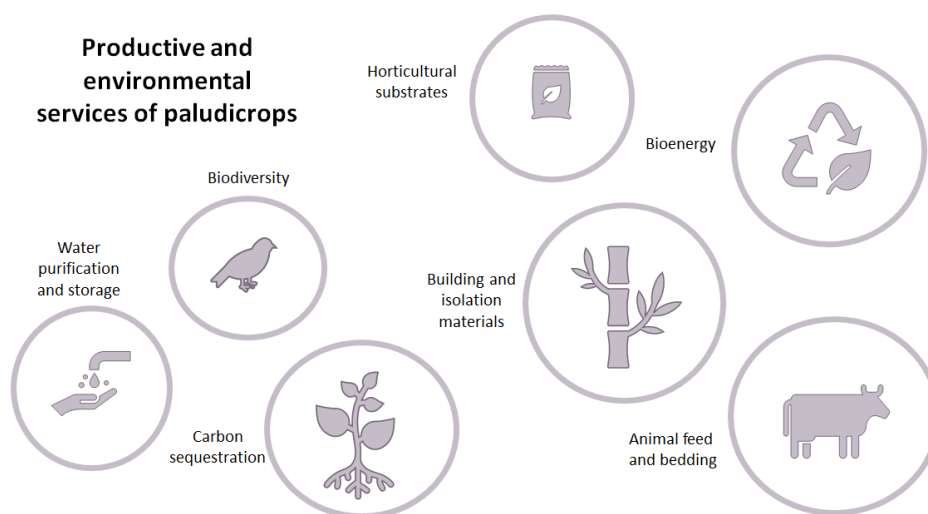 Productive and
environmental
services of paludicrops
Horticultural
substrates
Bioenergy
Biodiversity
Water
purification
and storage
Building and
isolation
materials
Carbon
sequestration
Animal feed
and bedding